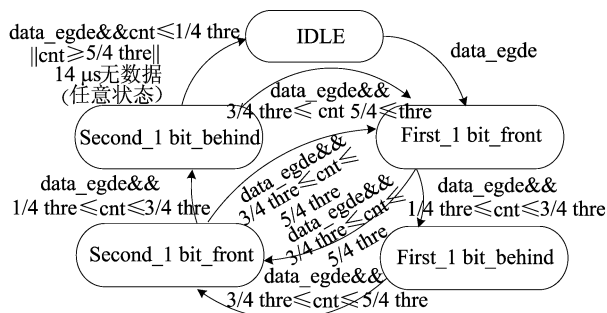 data_egde&&cnt≤1/4 thre
||cnt≥5/4 thre||
14 μs无数据
(任意状态)
IDLE
data_egde
data_egde&&
3/4 thre≤ cnt 5/4≤thre
Second_1 bit_behind
First_1 bit_front
data_egde&&
1/4 thre≤cnt≤3/4 thre
data_egde&&
3/4 thre≤cnt≤
5/4 thre
data_egde&&
3/4 thre≤cnt≤
5/4 thre
data_egde&&
1/4 thre≤cnt≤3/4 thre
Second_1 bit_front
First_1 bit_behind
data_egde&&
3/4 thre≤cnt≤ 5/4 thre